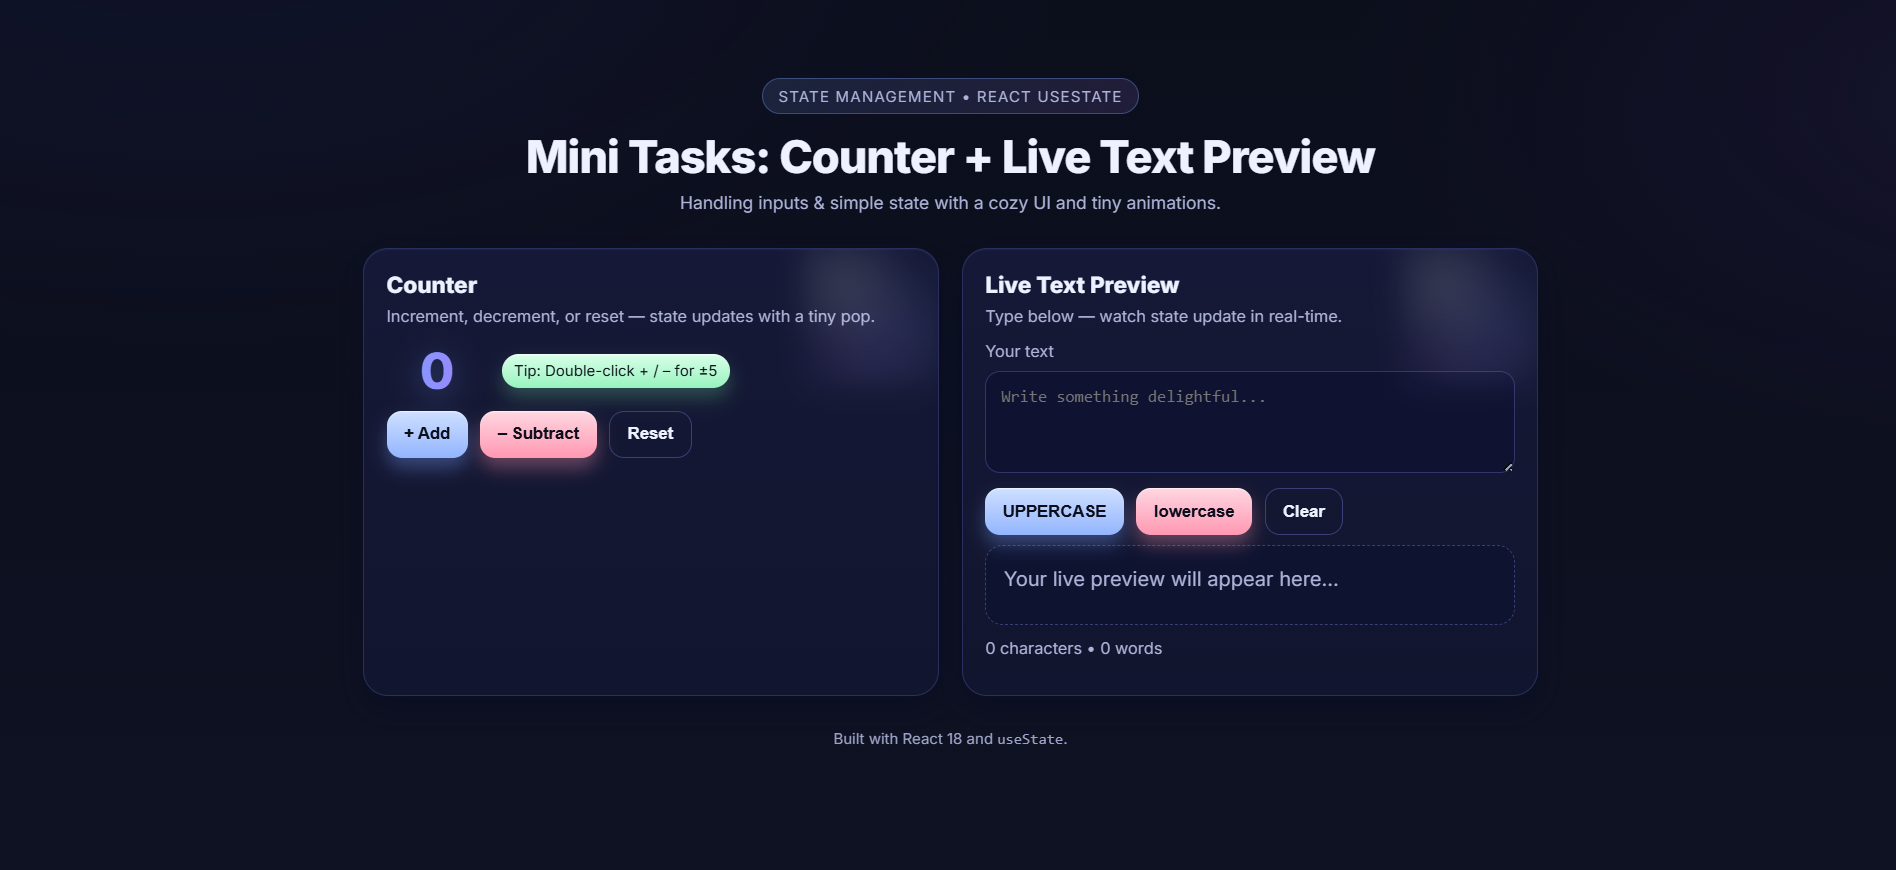 STATE MANAGEMENT • REACT USESTATE
Mini Tasks: Counter + Live Text Preview
Handling inputs & simple state with a cozy UI and tiny animations.
Counter
Increment, decrement, or reset — state updates with a tiny pop.
0
Tip: Double-click + / – for ±5
+ Add
– Subtract
Reset
Live Text Preview
Type below — watch state update in real-time.
Your text
Write something delightful...
UPPERCASE
lowercase
Clear
Your live preview will appear here...
0 characters • 0 words
Built with React 18 and useState.